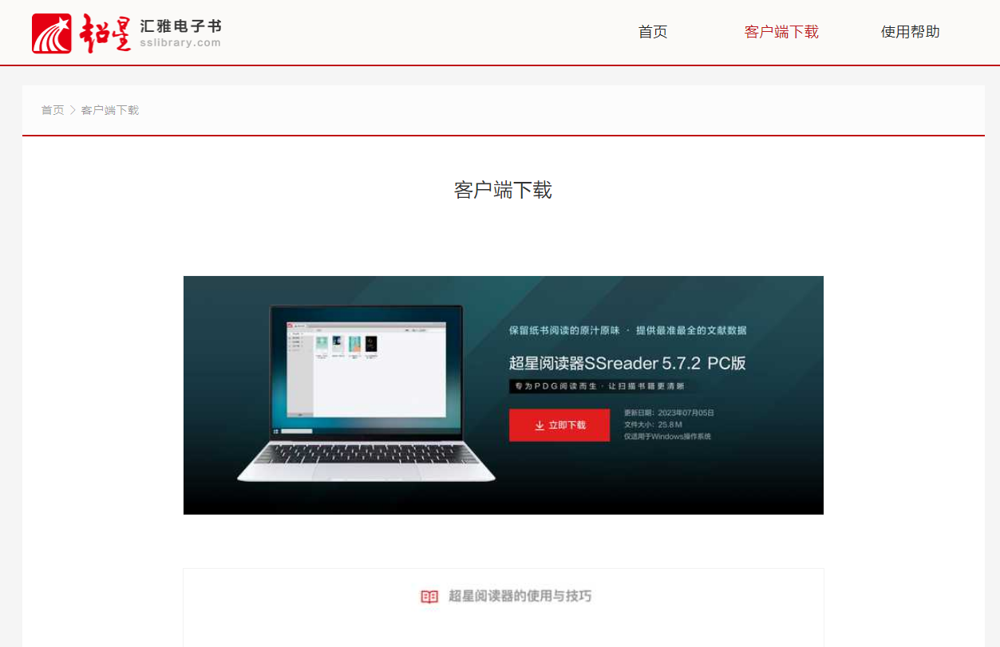 超星 汇雅电子书
sslibrary.com
首页 客户端下载 使用帮助
首页 > 客户端下载
客户端下载
保留纸书阅读的原汁原味 · 提供最准最全的文献数据
超星阅读器SSreader 5.7.2 PC版
专为PDG阅读而生 · 让扫描书籍更清晰
立即下载
更新日期：2023年07月05日
文件大小：25.8 M
仅适用于Windows操作系统
超星阅读器的使用与技巧